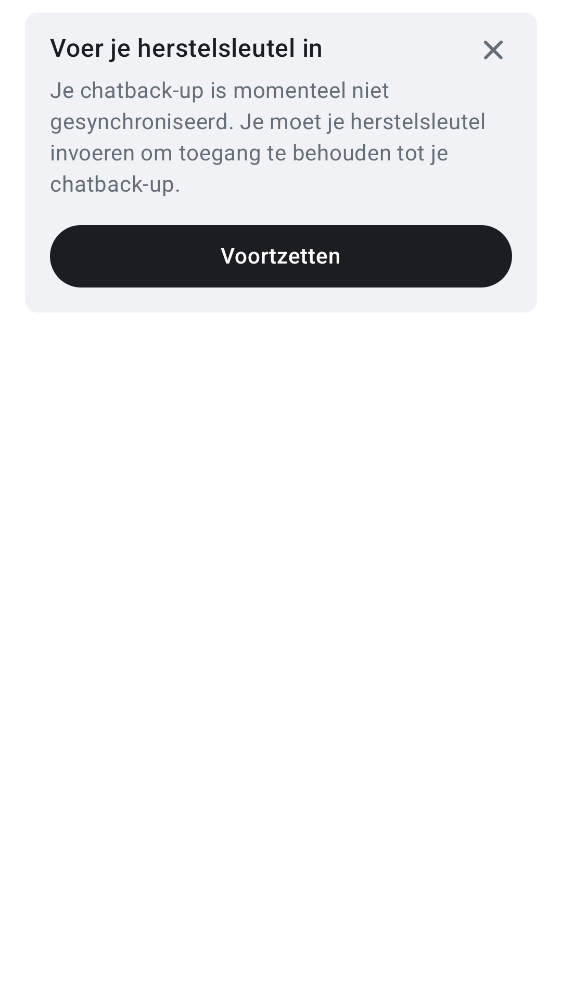 Voer je herstelsleutel in
Je chatback-up is momenteel niet
gesynchroniseerd. Je moet je herstelsleutel
invoeren om toegang te behouden tot je
chatback-up.
Voortzetten